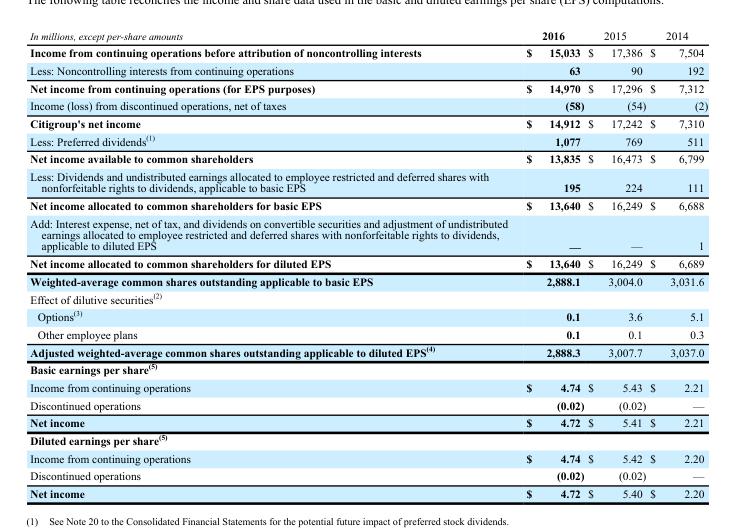 The following table reconciles the income and share data used in the basic and diluted earnings per share (EPS) computations:
In millions, except per-share amounts 2016 2015 2014
Income from continuing operations before attribution of noncontrolling interests $ 15,033 $ 17,386 $ 7,504
Less: Noncontrolling interests from continuing operations 63 90 192
Net income from continuing operations (for EPS purposes) $ 14,970 $ 17,296 $ 7,312
Income (loss) from discontinued operations, net of taxes (58) (54) (2)
Citigroup's net income $ 14,912 $ 17,242 $ 7,310
Less: Preferred dividends(1) 1,077 769 511
Net income available to common shareholders $ 13,835 $ 16,473 $ 6,799
Less: Dividends and undistributed earnings allocated to employee restricted and deferred shares with
nonforfeitable rights to dividends, applicable to basic EPS 195 224 111
Net income allocated to common shareholders for basic EPS $ 13,640 $ 16,249 $ 6,688
Add: Interest expense, net of tax, and dividends on convertible securities and adjustment of undistributed
earnings allocated to employee restricted and deferred shares with nonforfeitable rights to dividends,
applicable to diluted EPS — — 1
Net income allocated to common shareholders for diluted EPS $ 13,640 $ 16,249 $ 6,689
Weighted-average common shares outstanding applicable to basic EPS 2,888.1 3,004.0 3,031.6
Effect of dilutive securities(2)
Options(3) 0.1 3.6 5.1
Other employee plans 0.1 0.1 0.3
Adjusted weighted-average common shares outstanding applicable to diluted EPS(4) 2,888.3 3,007.7 3,037.0
Basic earnings per share(5)
Income from continuing operations $ 4.74 $ 5.43 $ 2.21
Discontinued operations (0.02) (0.02) —
Net income $ 4.72 $ 5.41 $ 2.21
Diluted earnings per share(5)
Income from continuing operations $ 4.74 $ 5.42 $ 2.20
Discontinued operations (0.02) (0.02) —
Net income $ 4.72 $ 5.40 $ 2.20
(1) See Note 20 to the Consolidated Financial Statements for the potential future impact of preferred stock dividends.